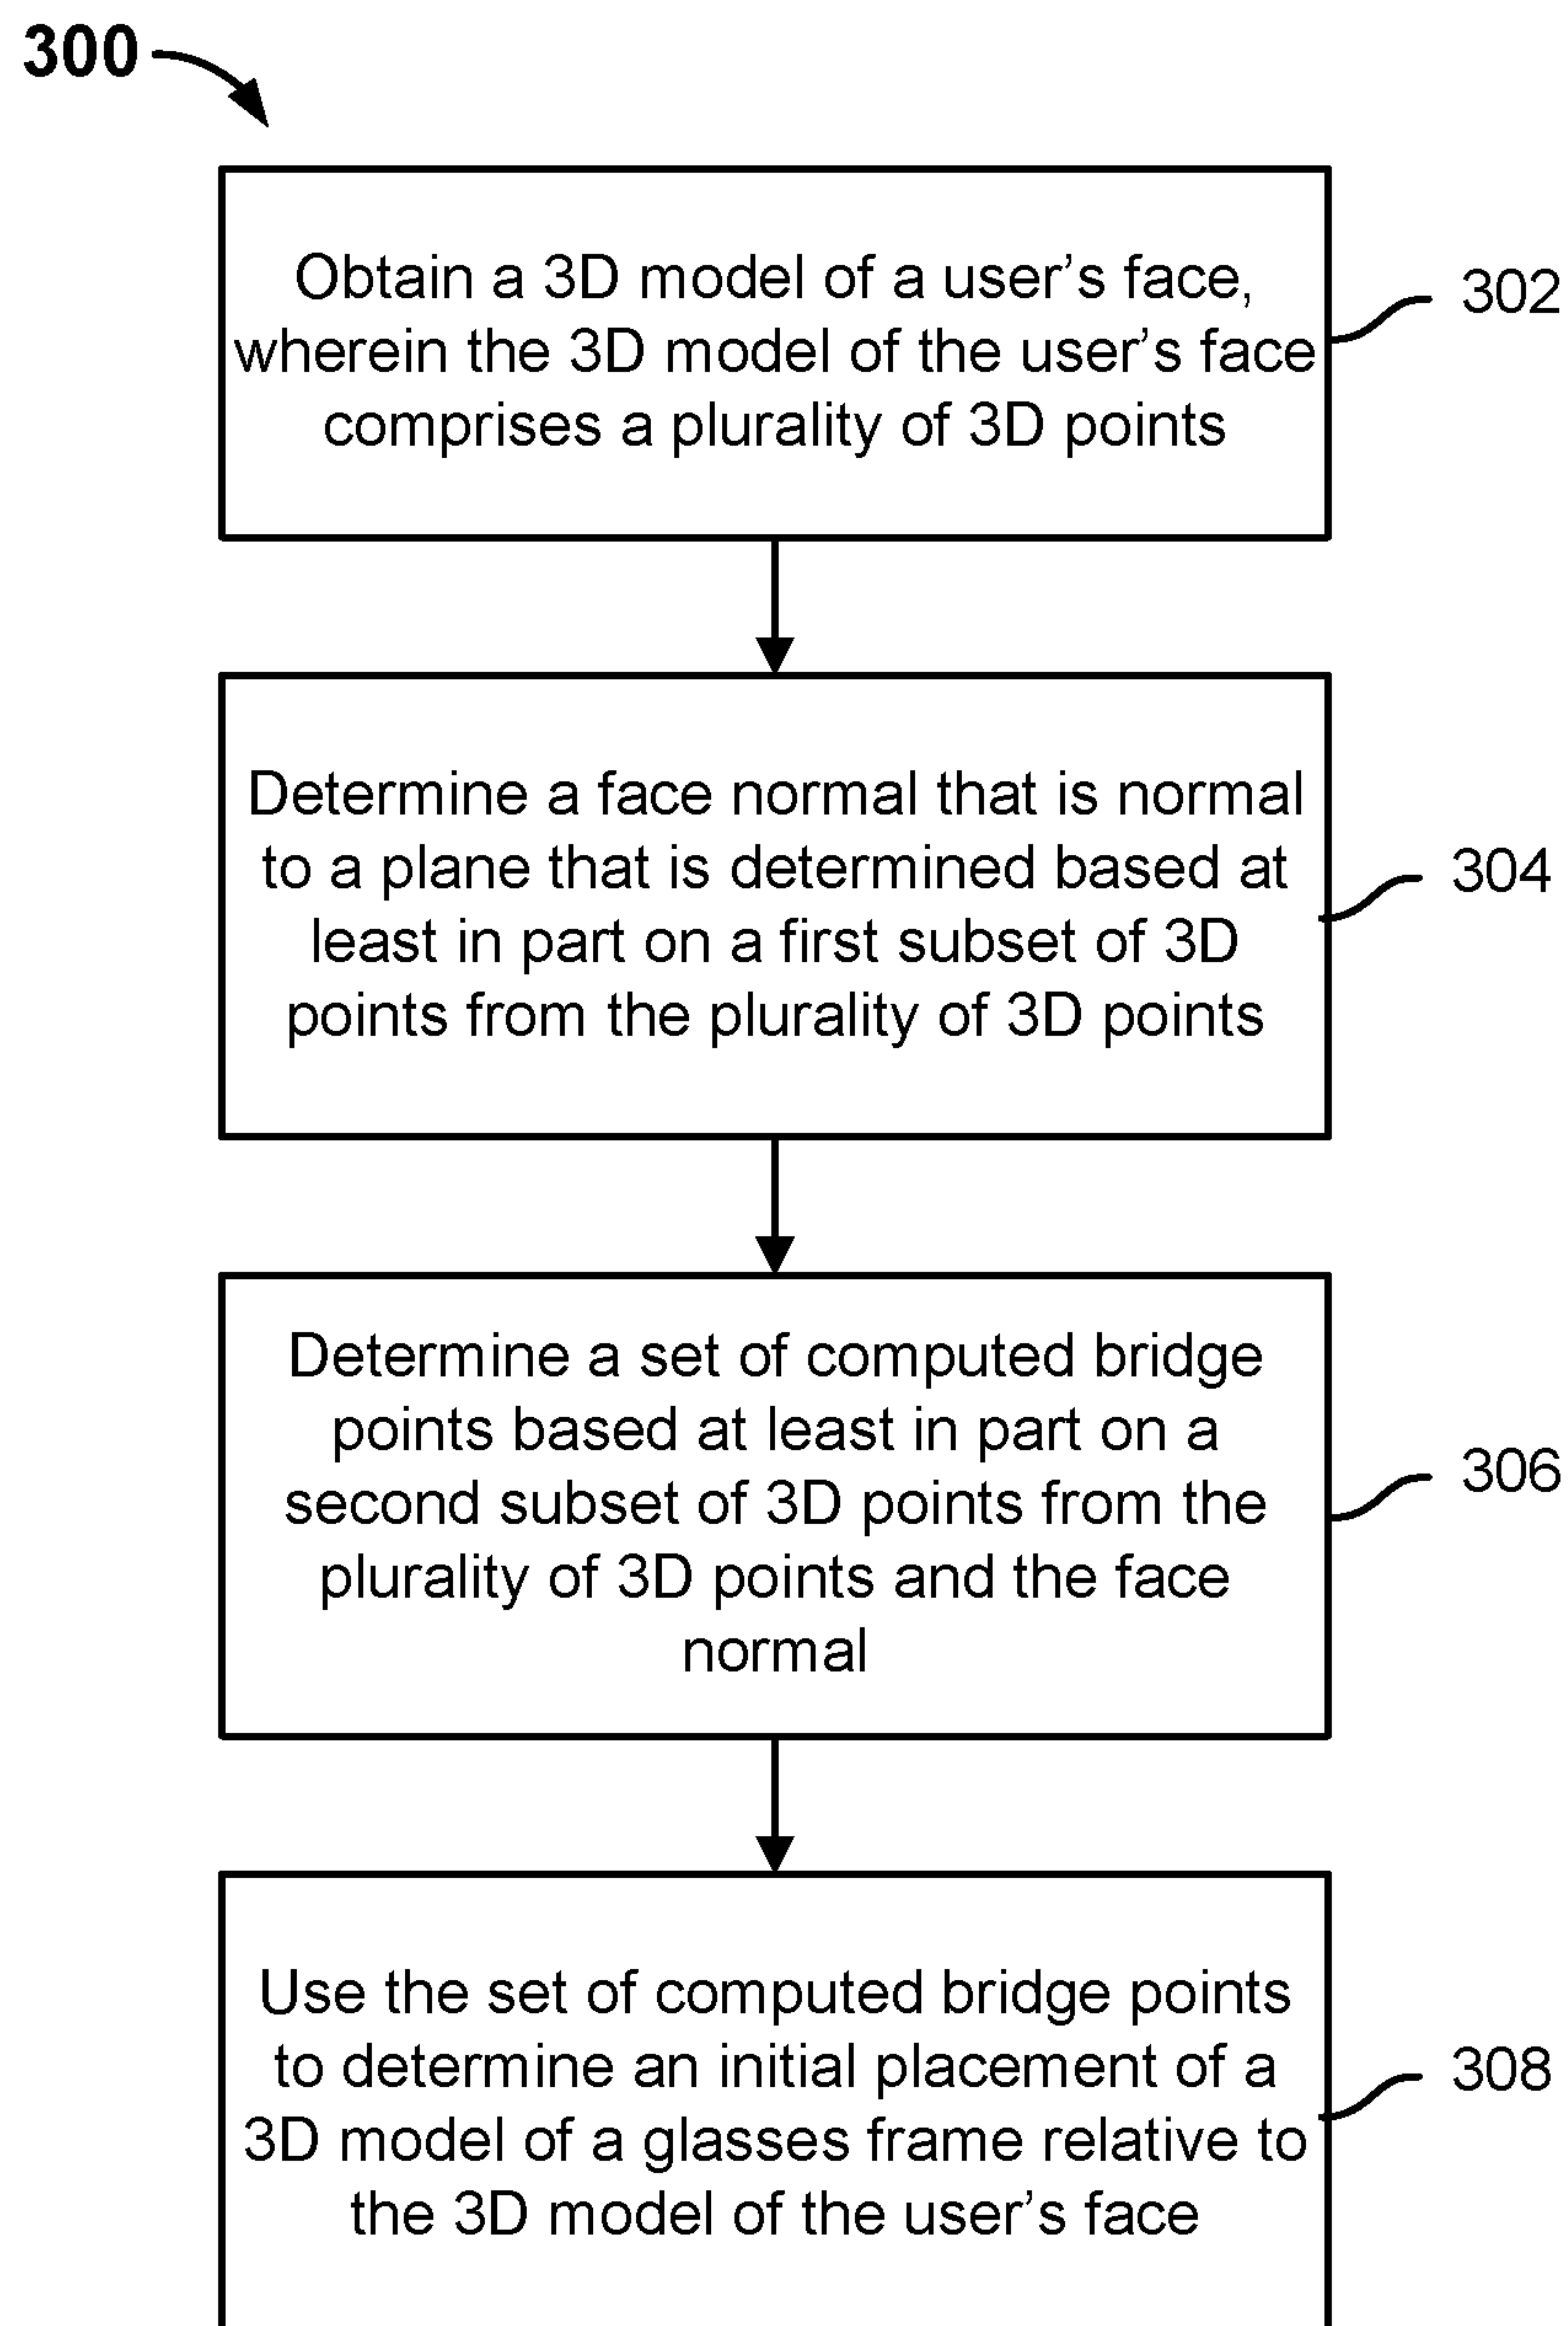 300
Obtain a 3D model of a user’s face,
wherein the 3D model of the user’s face
comprises a plurality of 3D points
302
Determine a face normal that is normal
to a plane that is determined based at
least in part on a first subset of 3D
points from the plurality of 3D points
304
Determine a set of computed bridge
points based at least in part on a
second subset of 3D points from the
plurality of 3D points and the face
normal
306
Use the set of computed bridge points
to determine an initial placement of a
3D model of a glasses frame relative to
the 3D model of the user’s face
308